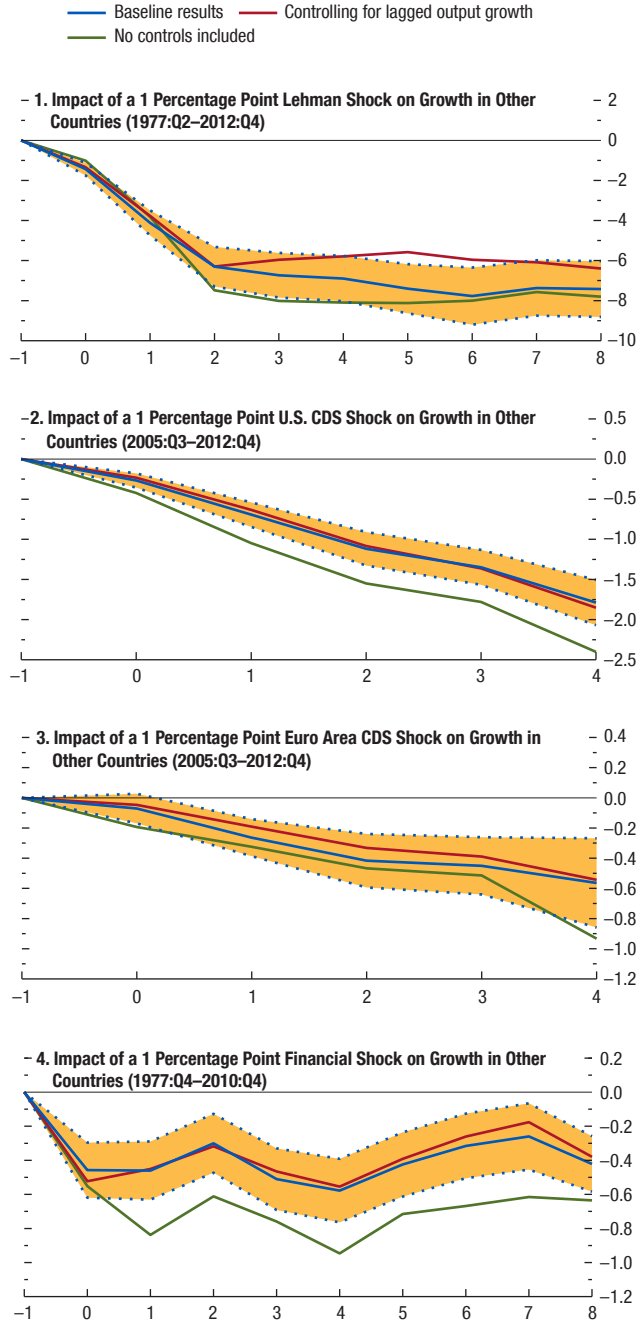 Baseline results Controlling for lagged output growth
No controls included
1. Impact of a 1 Percentage Point Lehman Shock on Growth in Other
Countries (1977:Q2–2012:Q4)
2
0
–2
–4
–6
–8
–10
–1 0 1 2 3 4 5 6 7 8
2. Impact of a 1 Percentage Point U.S. CDS Shock on Growth in Other
Countries (2005:Q3–2012:Q4)
0.5
0.0
–0.5
–1.0
–1.5
–2.0
–2.5
–1 0 1 2 3 4
3. Impact of a 1 Percentage Point Euro Area CDS Shock on Growth in
Other Countries (2005:Q3–2012:Q4)
0.4
0.2
0.0
–0.2
–0.4
–0.6
–0.8
–1.0
–1.2
–1 0 1 2 3 4
4. Impact of a 1 Percentage Point Financial Shock on Growth in Other
Countries (1977:Q4–2010:Q4)
0.2
0.0
–0.2
–0.4
–0.6
–0.8
–1.0
–1.2
–1 0 1 2 3 4 5 6 7 8